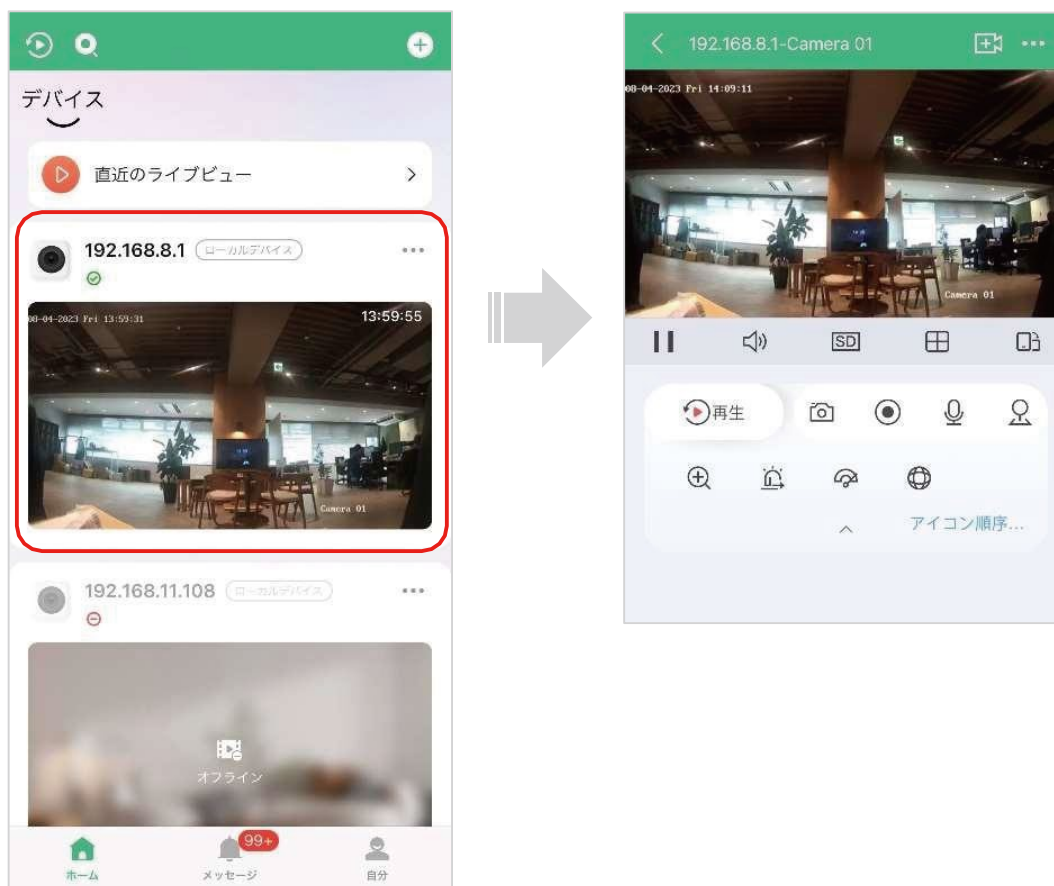 デバイス
直近のライブビュー
192.168.8.1 ローカルデバイス
08-04-2023 Fri 13:59:31
13:59:55
Camera 01
192.168.11.108 ローカルデバイス
オフライン
99+
ホーム メッセージ 自分
192.168.8.1-Camera 01
08-04-2023 Fri 14:09:11
Camera 01
SD
再生
アイコン順序...